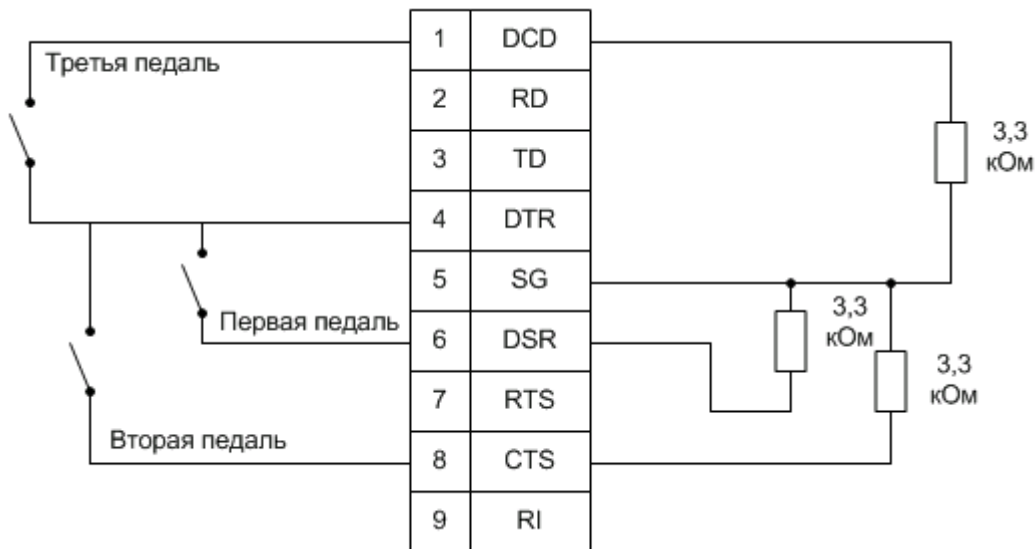 1 DCD
Третья педаль
2 RD
3,3
кОм
3 TD
4 DTR
5 SG
3,3
кОм
Первая педаль
6 DSR
3,3
кОм
7 RTS
Вторая педаль
8 CTS
9 RI